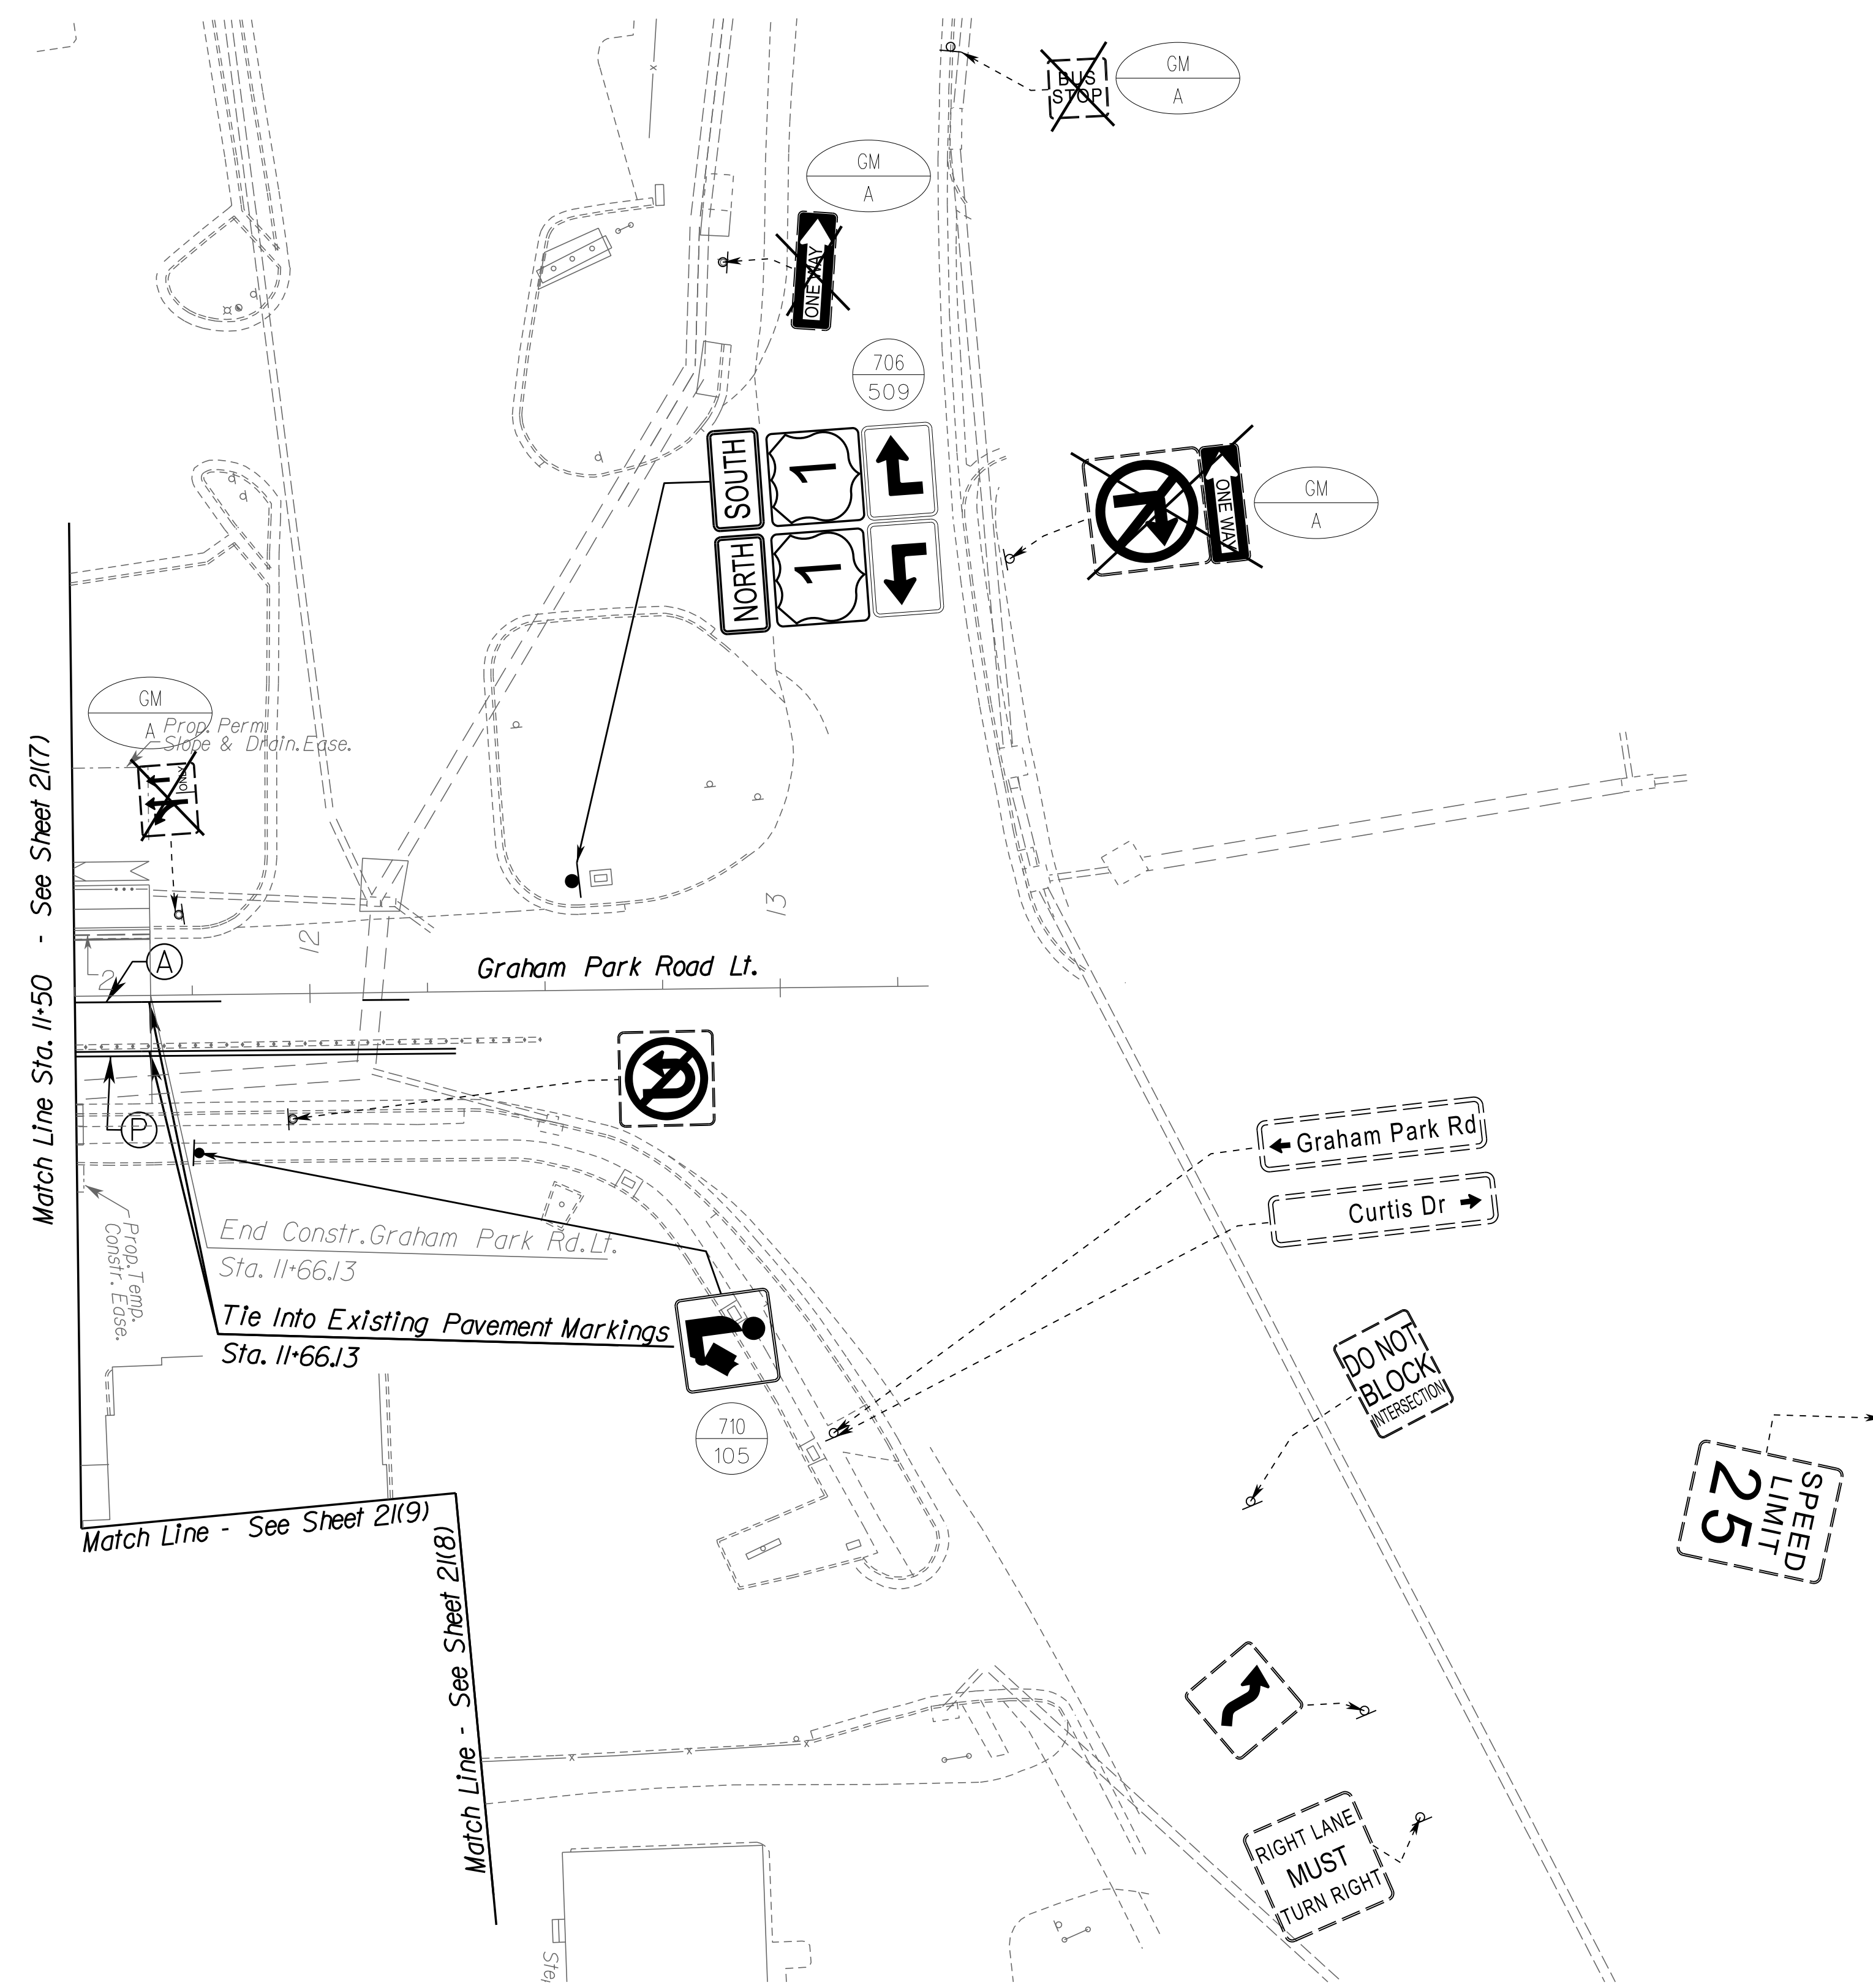 BUS
STOP
GM
A
GM
A
ONE WAY
706
509
SOUTH
1
NORTH
1
ONE WAY
GM
A
GM
A
Prop. Perm.
Slope & Drain. Ease.
ONLY
Match Line Sta. 11+50 - See Sheet 21(7)
12
13
2
A
Graham Park Road Lt.
P
Graham Park Rd
Curtis Dr
Prop. Temp.
Constr. Ease.
End Constr. Graham Park Rd. Lt.
Sta. 11+66.13
Tie Into Existing Pavement Markings
Sta. 11+66.13
710
105
DO NOT
BLOCK
INTERSECTION
SPEED
LIMIT
25
Match Line - See Sheet 21(9)
Match Line - See Sheet 21(8)
RIGHT LANE
MUST
TURN RIGHT